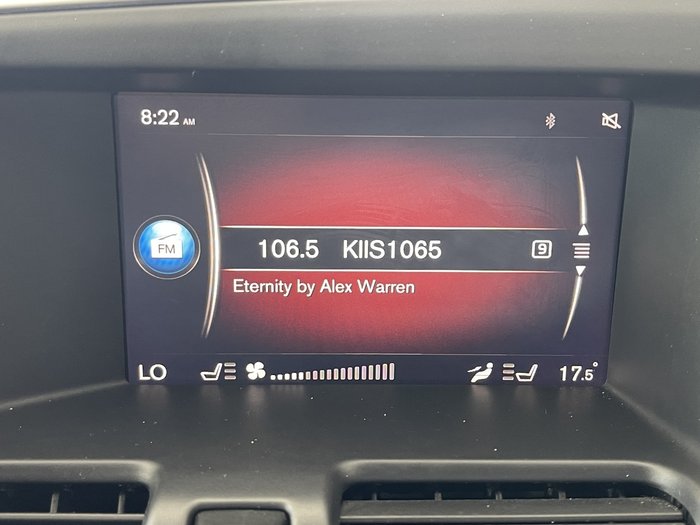 8:22 AM
FM
106.5 KIIS1065 9
Eternity by Alex Warren
LO 17.5°